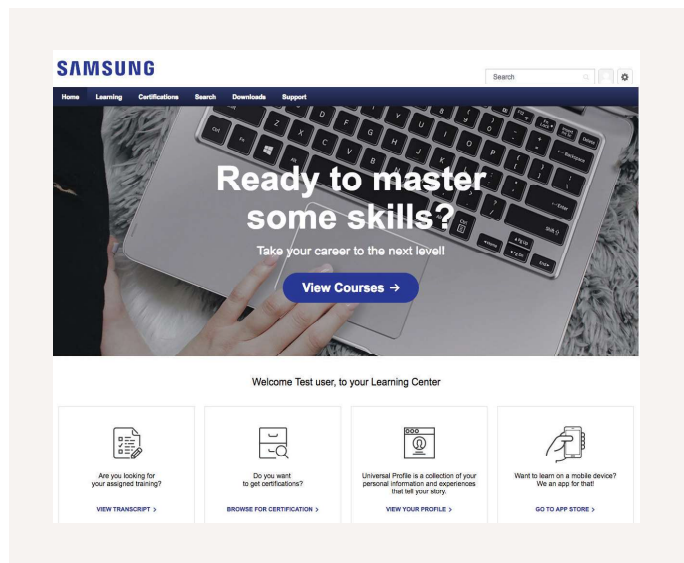 SAMSUNG
Search
Home Learning Certifications Search Downloads Support
Ready to master
some skills?
Take your career to the next level!
View Courses →
Welcome Test user, to your Learning Center
Are you looking for
your assigned training?
VIEW TRANSCRIPT >
Do you want
to get certifications?
BROWSE FOR CERTIFICATION >
Universal Profile is a collection of your
personal information and experiences
that tell your story.
VIEW YOUR PROFILE >
Want to learn on a mobile device?
We an app for that!
GO TO APP STORE >